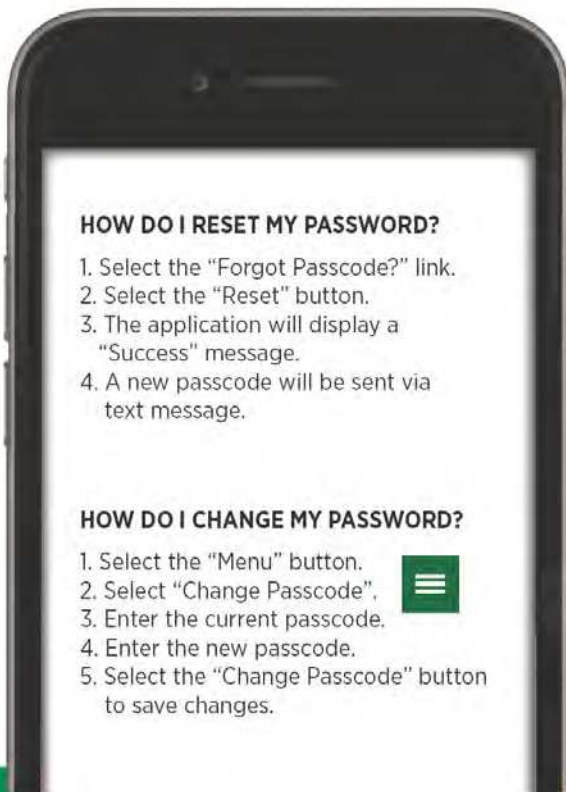 HOW DO I RESET MY PASSWORD?
1. Select the “Forgot Passcode?” link.
2. Select the “Reset” button.
3. The application will display a
“Success” message.
4. A new passcode will be sent via
text message.
HOW DO I CHANGE MY PASSWORD?
1. Select the “Menu” button.
2. Select “Change Passcode”.
3. Enter the current passcode.
4. Enter the new passcode.
5. Select the “Change Passcode” button
to save changes.